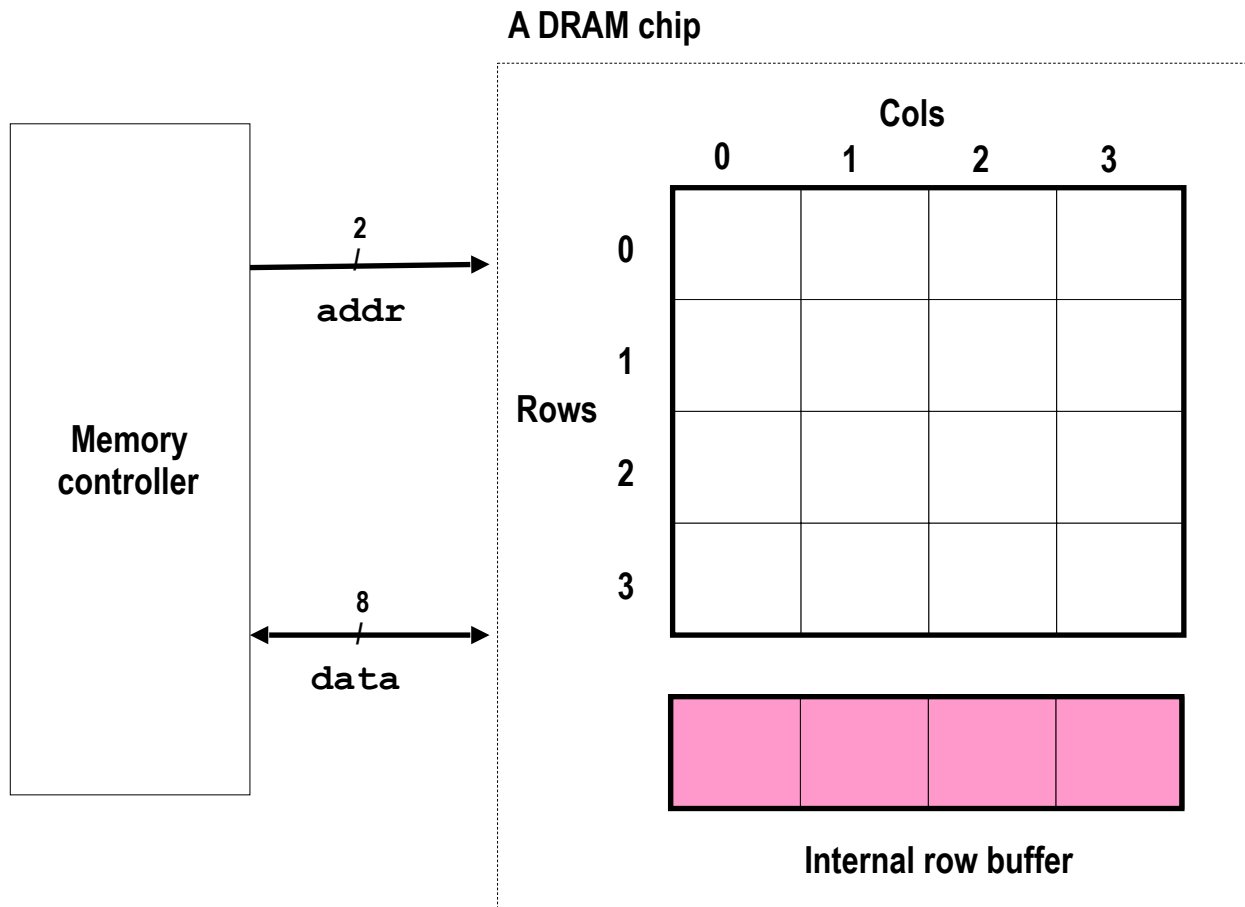 A DRAM chip
Cols
0 1 2 3
2
addr
0
1
Rows
2
3
Memory
controller
8
data
Internal row buffer